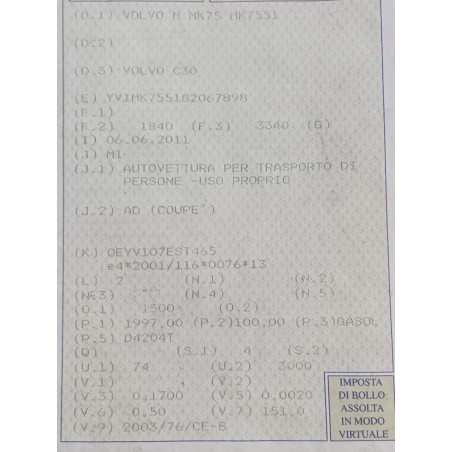 (D.1) VOLVO M MK75 MK7551
(D.2)
(D.3) VOLVO C30
(E) YV1MK755182067898
(F.1)
(F.2) 1840 (F.3) 3340 (G)
(I) 06.06.2011
(J) M1
(J.1) AUTOVETTURA PER TRASPORTO DI
PERSONE -USO PROPRIO
(J.2) AD (COUPE')
(K) OEYV107EST465
e4*2001/116*0076*13
(L) 2 (N.1) (N.2)
(N.3) (N.4) (N.5)
(O.1) 1500 (O.2)
(P.1) 1997,00 (P.2)100,00 (P.3)GASOL
(P.5) D4204T
(Q) (S.1) 4 (S.2)
(U.1) 74 (U.2) 3000
(V.1) (V.2)
(V.3) 0,1700 (V.5) 0,0020
(V.6) 0.50 (V.7) 151.0
(V.9) 2003/76/CE-B
IMPOSTA
DI BOLLO
ASSOLTA
IN MODO
VIRTUALE